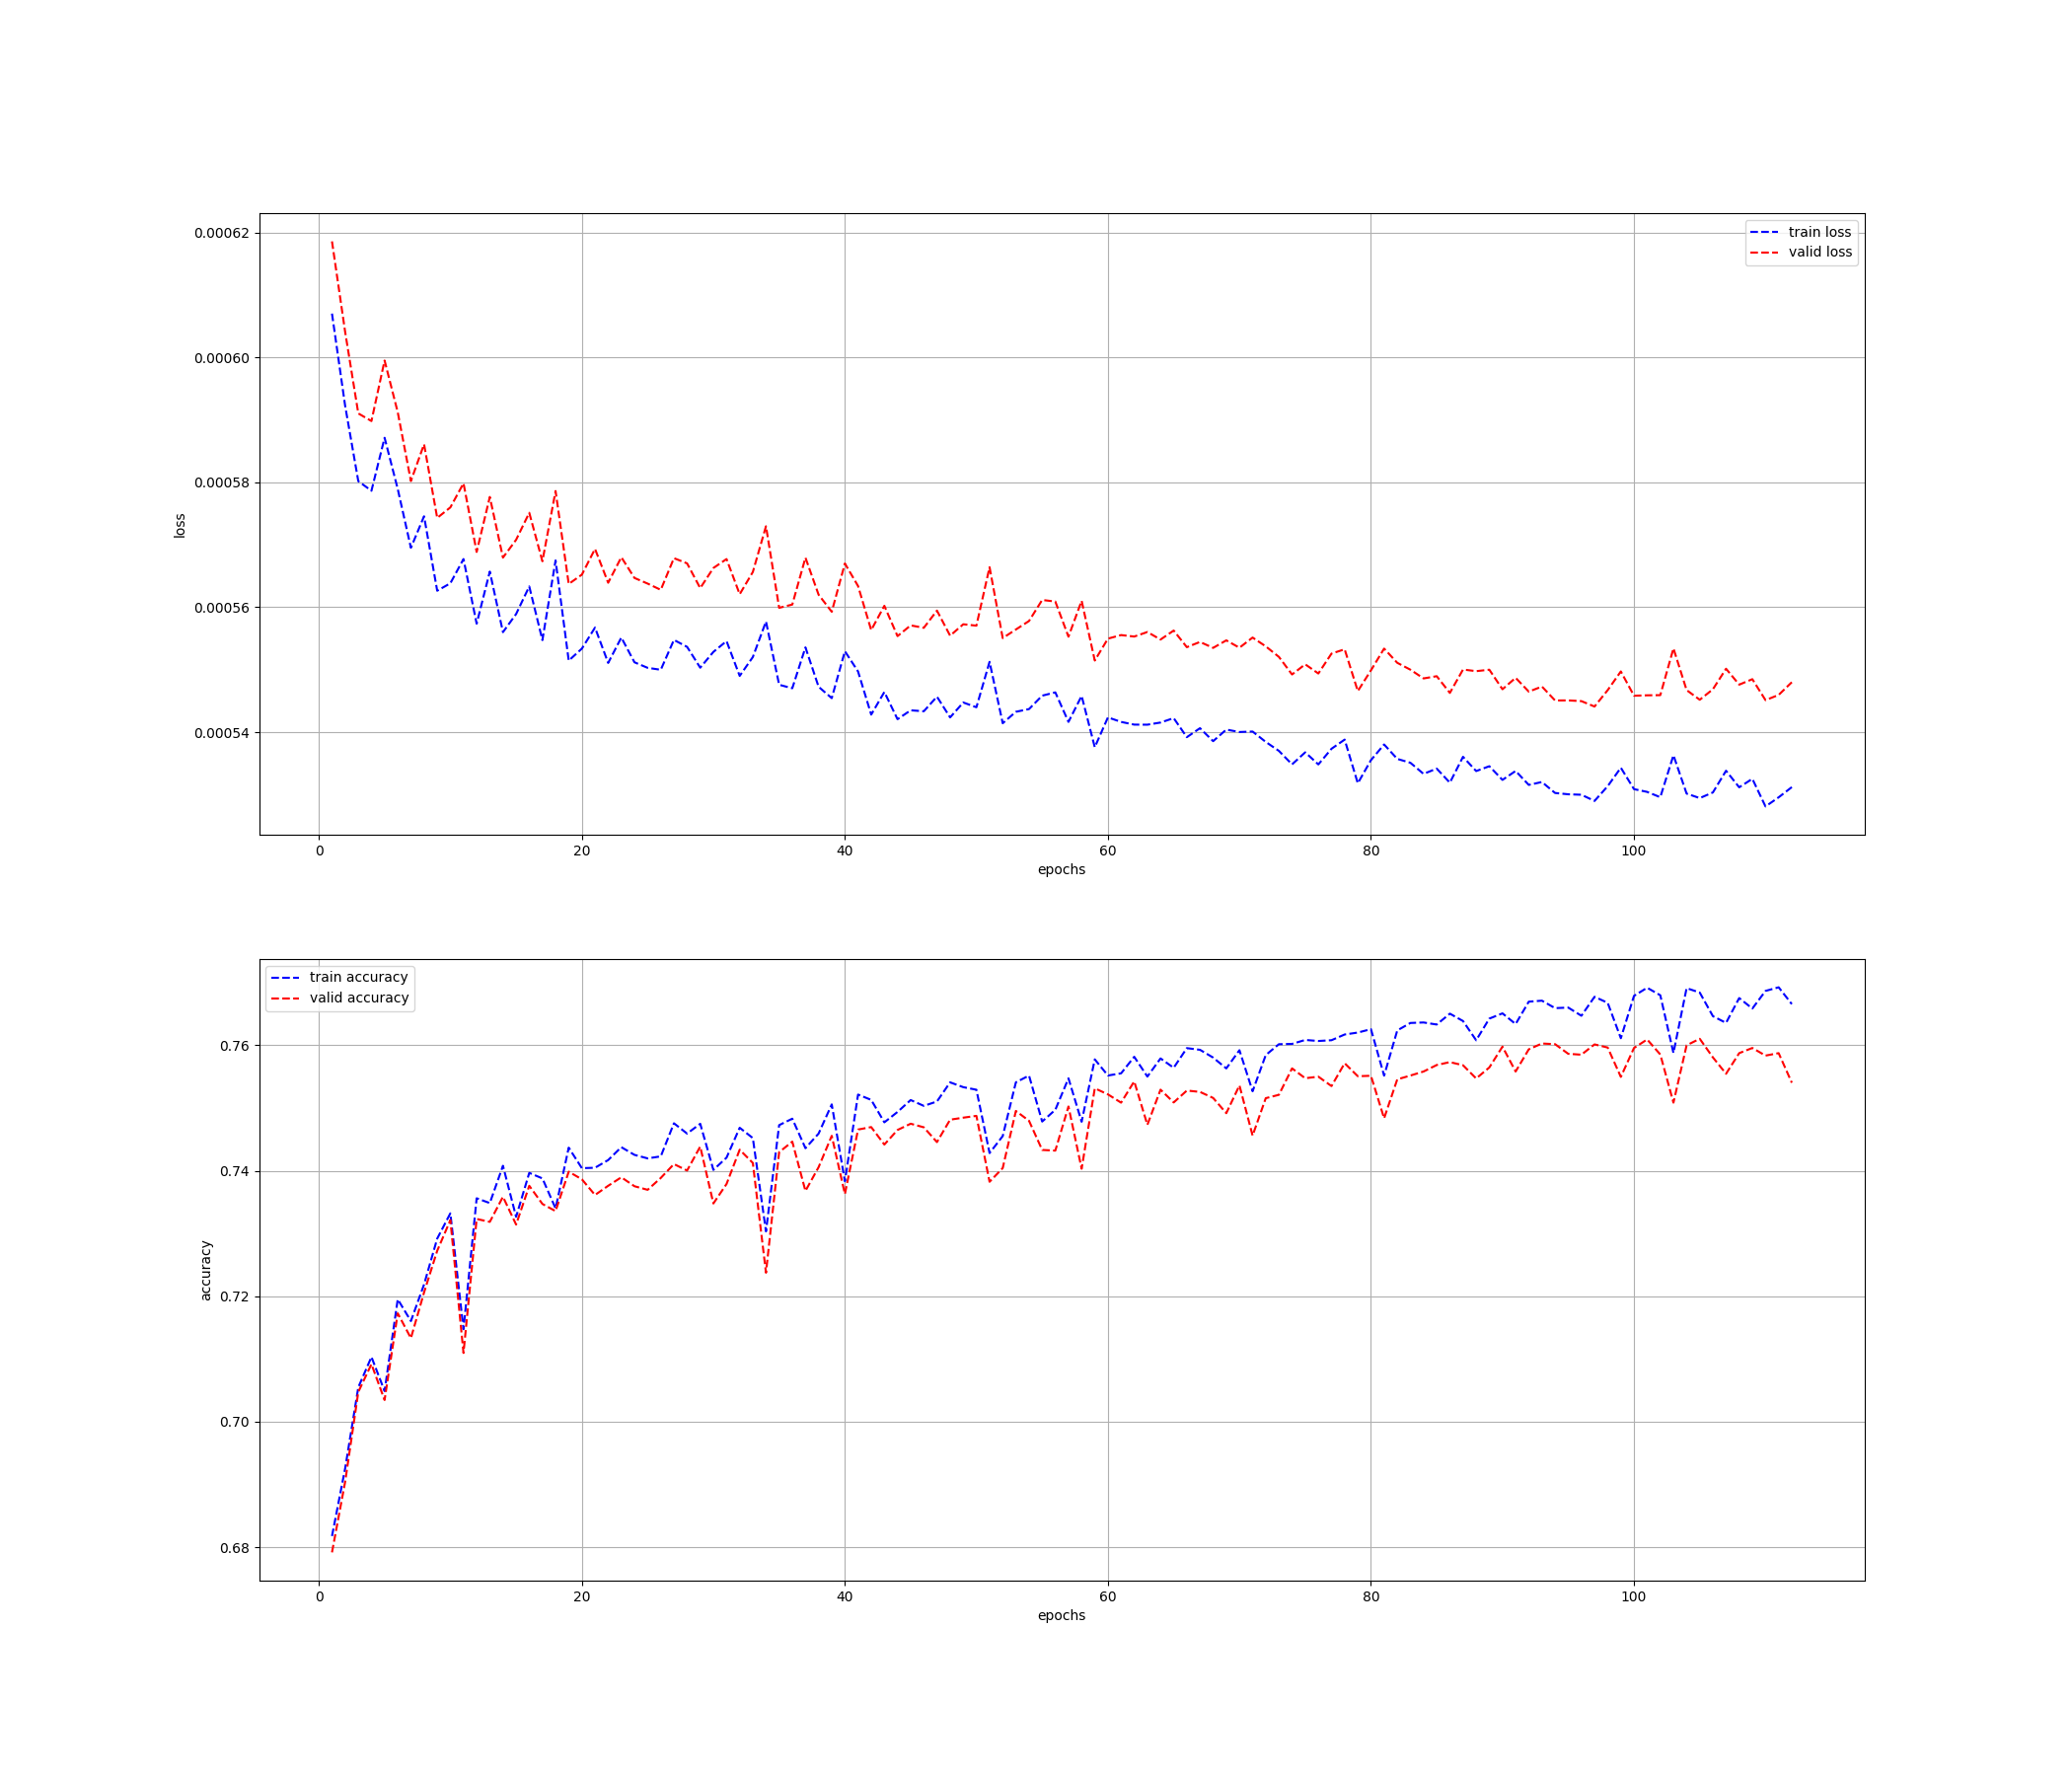 0.00062
0.00060
0.00058
0.00056
0.00054
loss
train loss
valid loss
0 20 40 60 80 100
epochs
train accuracy
valid accuracy
0.76
0.74
0.72
0.70
0.68
accuracy
0 20 40 60 80 100
epochs